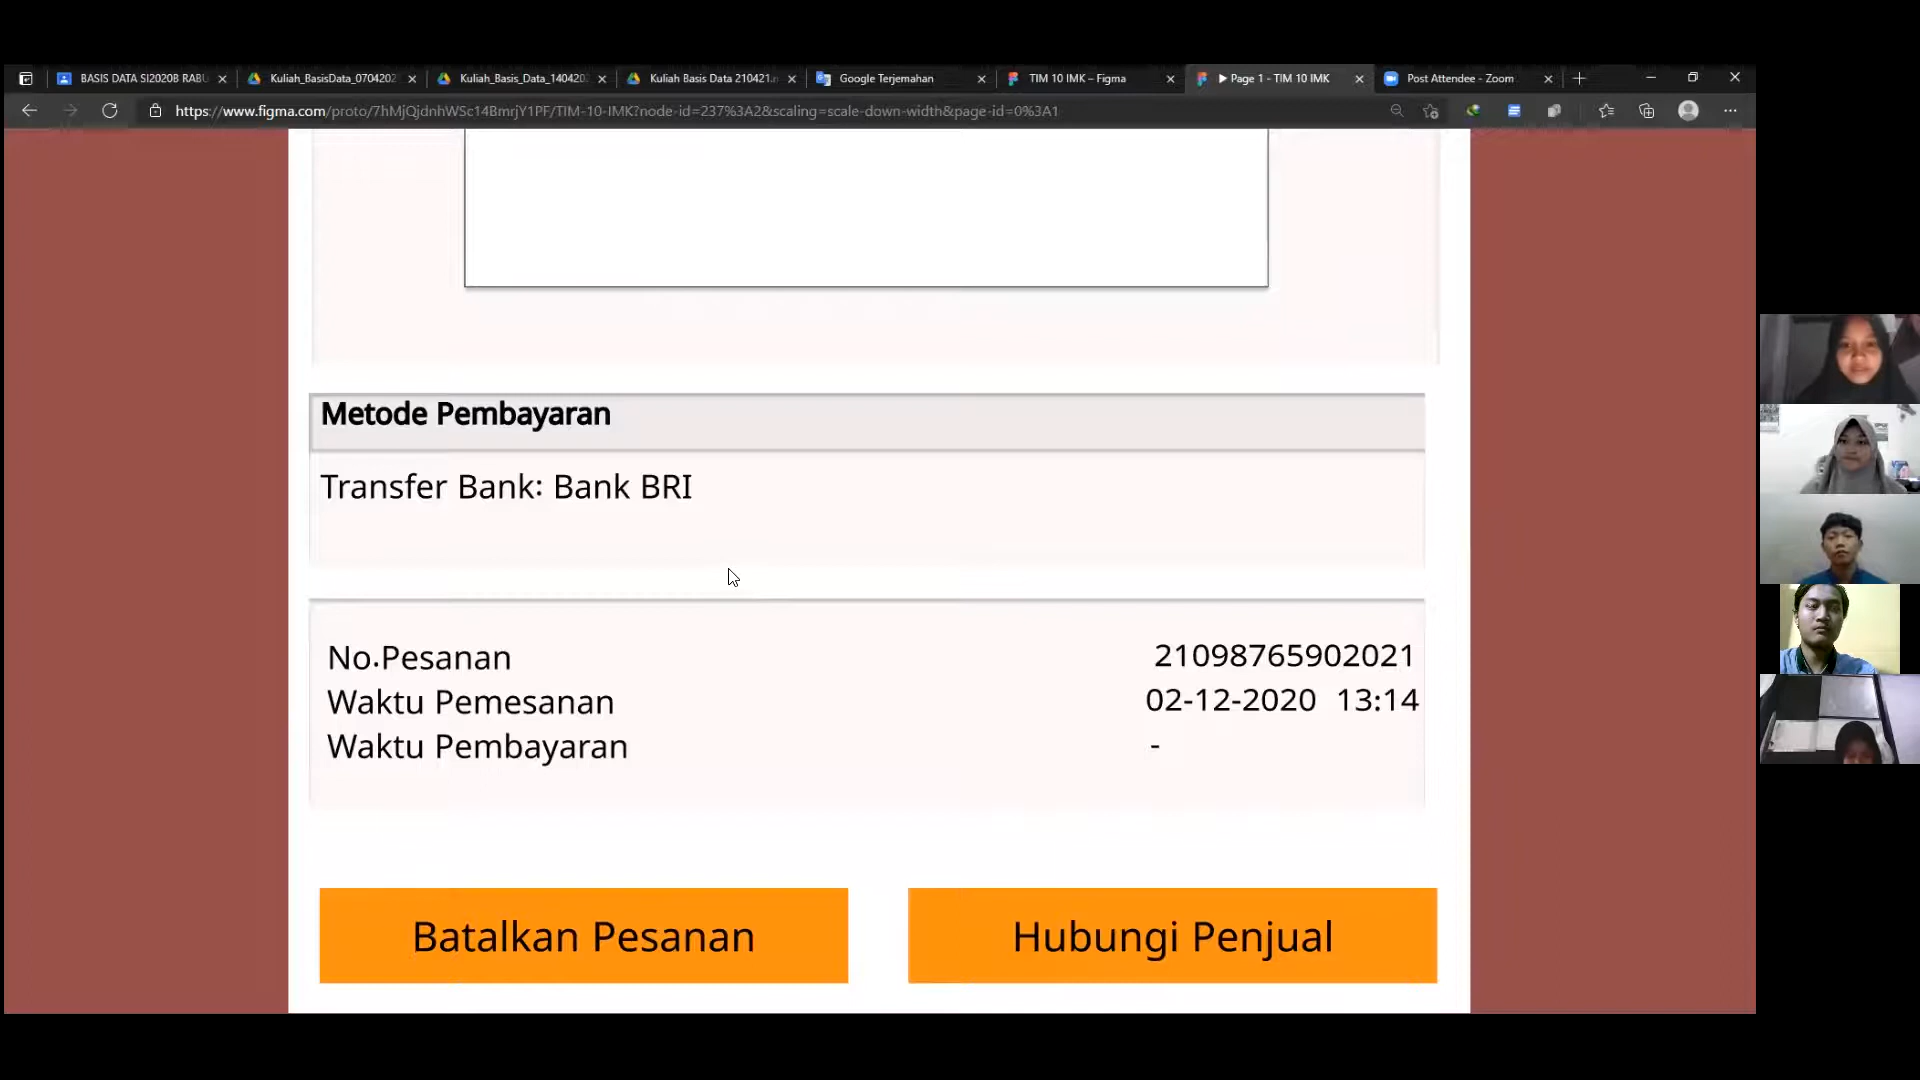 BASIS DATA SI2020B RABU
Kuliah_BasisData_0704202
Kuliah_Basis_Data_140420
Kuliah Basis Data 210421.n
Google Terjemahan
TIM 10 IMK – Figma
Page 1 - TIM 10 IMK
Post Attendee - Zoom
https://www.figma.com/proto/7hMjQjdnhWSc14BmrjY1PF/TIM-10-IMK?node-id=237%3A2&scaling=scale-down-width&page-id=0%3A1
Metode Pembayaran
Transfer Bank: Bank BRI
No.Pesanan 21098765902021
Waktu Pemesanan 02-12-2020 13:14
Waktu Pembayaran -
Batalkan Pesanan
Hubungi Penjual